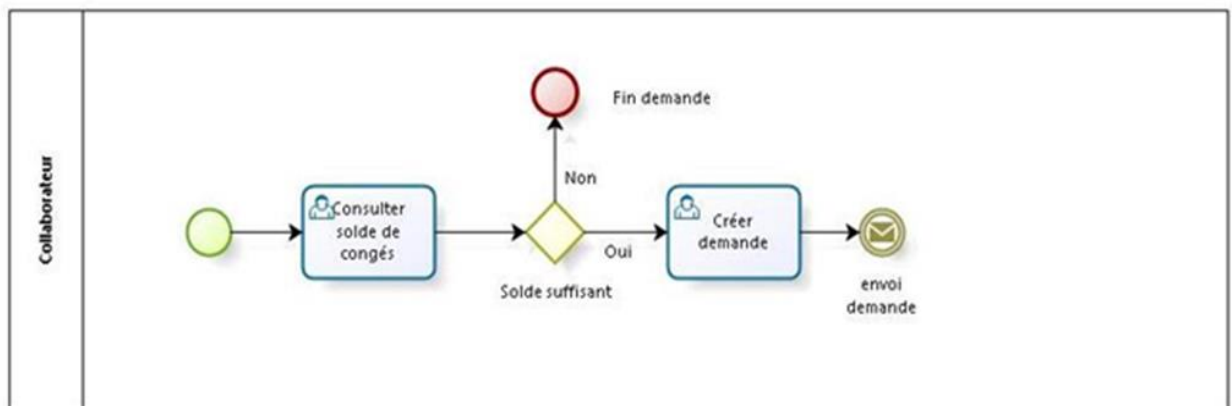 Collaborateur
Fin demande
Non
Consulter
solde de
congés
Créer
demande
Oui
Solde suffisant
envoi
demande